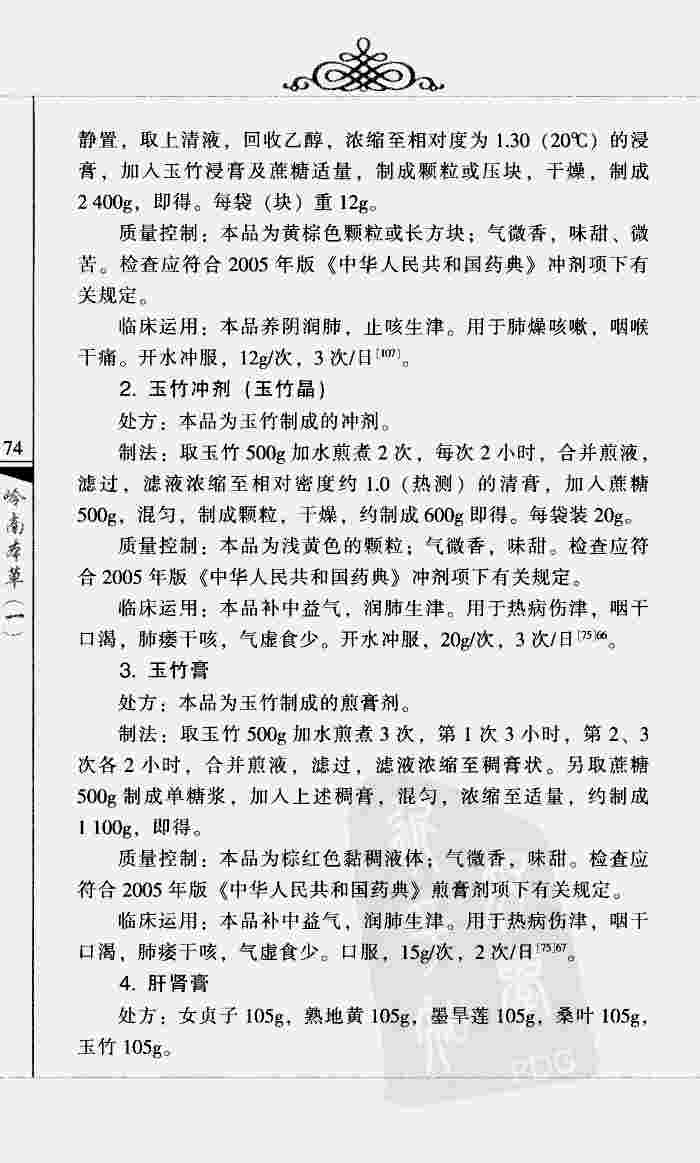 静置，取上清液，回收乙醇，浓缩至相对度为 1.30（20℃）的浸
膏，加入玉竹浸膏及蔗糖适量，制成颗粒或压块，干燥，制成
2 400g，即得。每袋（块）重 12g。
质量控制：本品为黄棕色颗粒或长方块；气微香，味甜、微
苦。检查应符合 2005 年版《中华人民共和国药典》冲剂项下有
关规定。
临床运用：本品养阴润肺，止咳生津。用于肺燥咳嗽，咽喉
干痛。开水冲服，12g/次，3 次/日[107]。
2. 玉竹冲剂（玉竹晶）
处方：本品为玉竹制成的冲剂。
制法：取玉竹 500g 加水煎煮 2 次，每次 2 小时，合并煎液，
滤过，滤液浓缩至相对密度约 1.0（热测）的清膏，加入蔗糖
500g，混匀，制成颗粒，干燥，约制成 600g 即得。每袋装 20g。
质量控制：本品为浅黄色的颗粒；气微香，味甜。检查应符
合 2005 年版《中华人民共和国药典》冲剂项下有关规定。
临床运用：本品补中益气，润肺生津。用于热病伤津，咽干
口渴，肺痿干咳，气虚食少。开水冲服，20g/次，3 次/日[75]66。
3. 玉竹膏
处方：本品为玉竹制成的煎膏剂。
制法：取玉竹 500g 加水煎煮 3 次，第 1 次 3 小时，第 2、3
次各 2 小时，合并煎液，滤过，滤液浓缩至稠膏状。另取蔗糖
500g 制成单糖浆，加入上述稠膏，混匀，浓缩至适量，约制成
1 100g，即得。
质量控制：本品为棕红色黏稠液体；气微香，味甜。检查应
符合 2005 年版《中华人民共和国药典》煎膏剂项下有关规定。
临床运用：本品补中益气，润肺生津。用于热病伤津，咽干
口渴，肺痿干咳，气虚食少。口服，15g/次，2 次/日[75]67。
4. 肝肾膏
处方：女贞子 105g，熟地黄 105g，墨旱莲 105g，桑叶 105g，
玉竹 105g。
74
岭南本草（一）
PDG